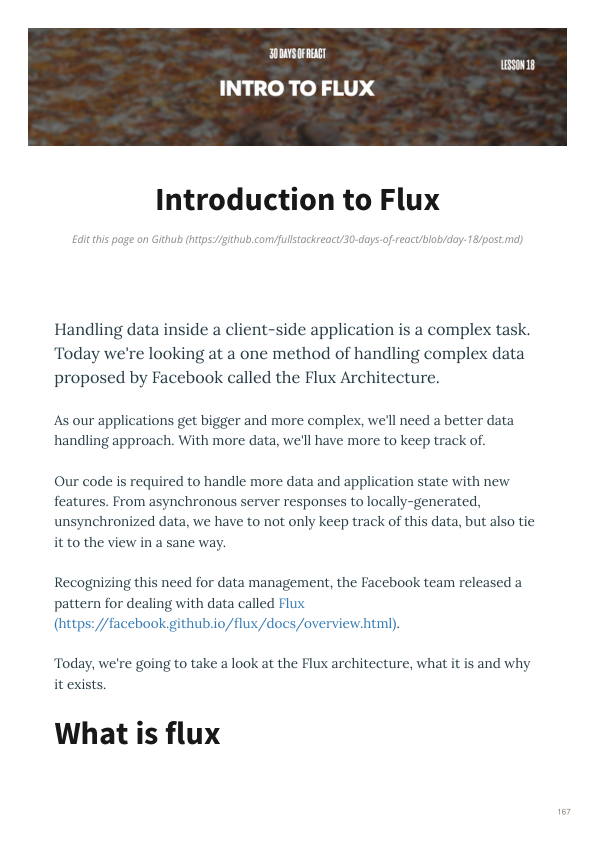 30 DAYS OF REACT
LESSON 18
INTRO TO FLUX
Introduction to Flux
Edit this page on Github (https://github.com/fullstackreact/30-days-of-react/blob/day-18/post.md)
Handling data inside a client-side application is a complex task.
Today we're looking at a one method of handling complex data
proposed by Facebook called the Flux Architecture.
As our applications get bigger and more complex, we'll need a better data
handling approach. With more data, we'll have more to keep track of.
Our code is required to handle more data and application state with new
features. From asynchronous server responses to locally-generated,
unsynchronized data, we have to not only keep track of this data, but also tie
it to the view in a sane way.
Recognizing this need for data management, the Facebook team released a
pattern for dealing with data called Flux
(https://facebook.github.io/flux/docs/overview.html).
Today, we're going to take a look at the Flux architecture, what it is and why
it exists.
What is flux
167